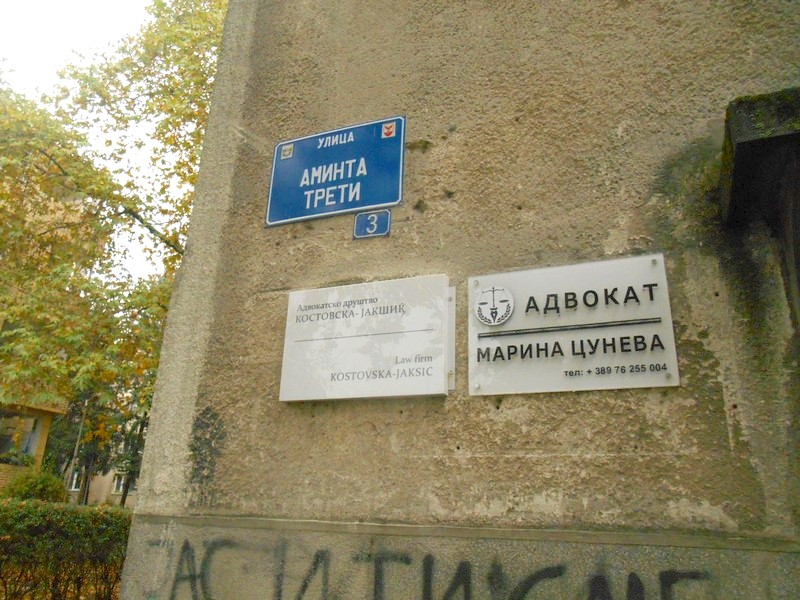 УЛИЦА
АМИНТА
ТРЕТИ
3
Адвокатско друштво
КОСТОВСКА-ЈАКШИЌ
Law firm
KOSTOVSKA-JAKSIC
АДВОКАТ
МАРИНА ЦУНЕВА
тел: + 389 76 255 004